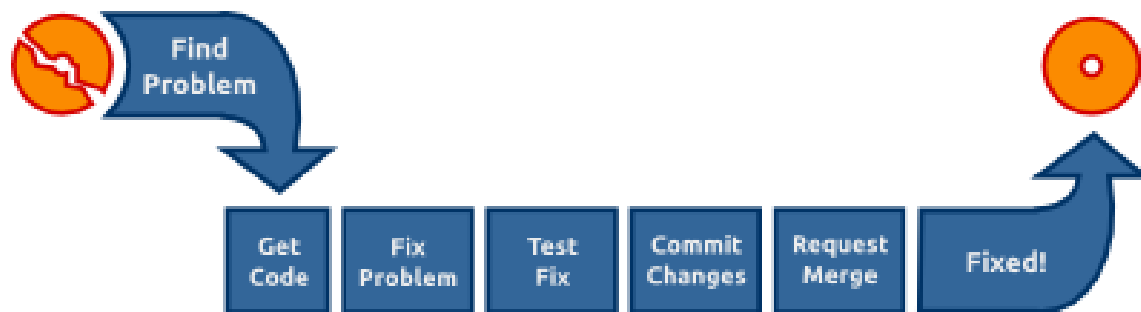 Find
Problem
Get
Code
Fix
Problem
Test
Fix
Commit
Changes
Request
Merge
Fixed!